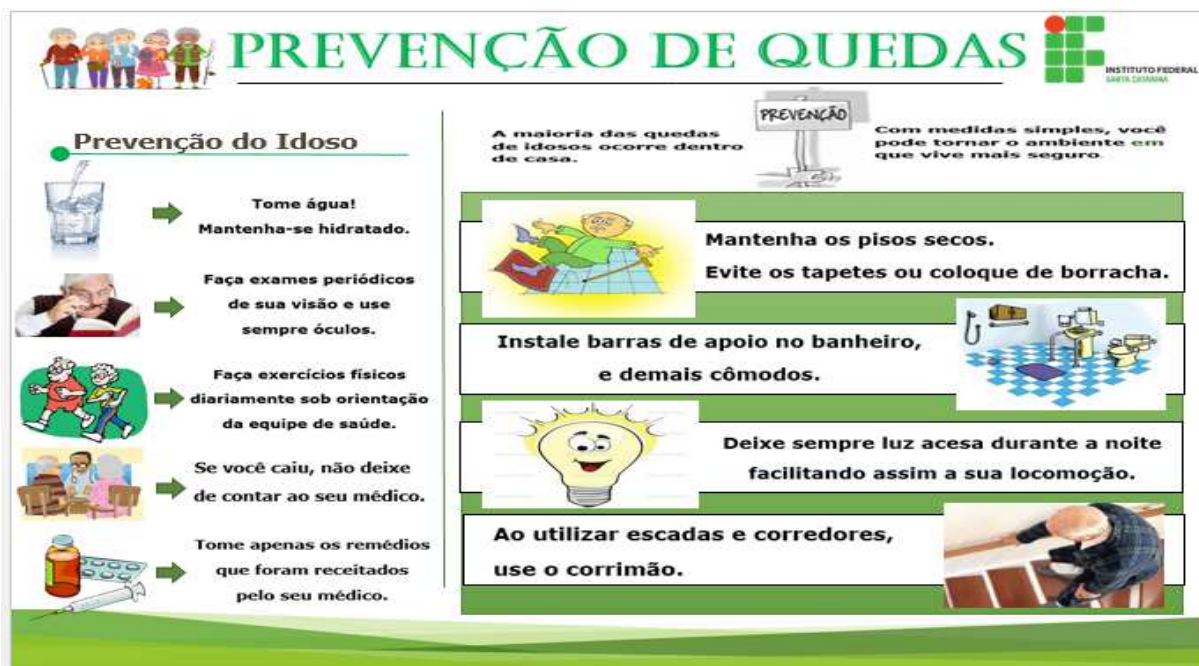 PREVENÇÃO DE QUEDAS
INSTITUTO FEDERAL
SANTA CATARINA
Prevenção do Idoso
Tome água!
Mantenha-se hidratado.
Faça exames periódicos
de sua visão e use
sempre óculos.
Faça exercícios físicos
diariamente sob orientação
da equipe de saúde.
Se você caiu, não deixe
de contar ao seu médico.
Tome apenas os remédios
que foram receitados
pelo seu médico.
A maioria das quedas
de idosos ocorre dentro
de casa.
PREVENÇÃO
Com medidas simples, você
pode tornar o ambiente em
que vive mais seguro.
Mantenha os pisos secos.
Evite os tapetes ou coloque de borracha.
Instale barras de apoio no banheiro,
e demais cômodos.
Deixe sempre luz acesa durante a noite
facilitando assim a sua locomoção.
Ao utilizar escadas e corredores,
use o corrimão.